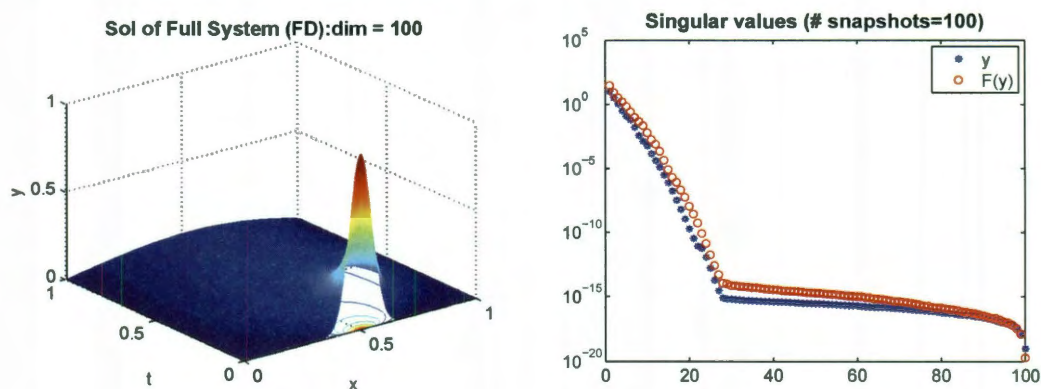 Sol of Full System (FD):dim = 100
1
y 0.5
0
1
0.5
t
0 0
0.5
x
1
Singular values (# snapshots=100)
10^5
10^0
10^-5
10^-10
10^-15
10^-20
0 20 40 60 80 100
y
F(y)